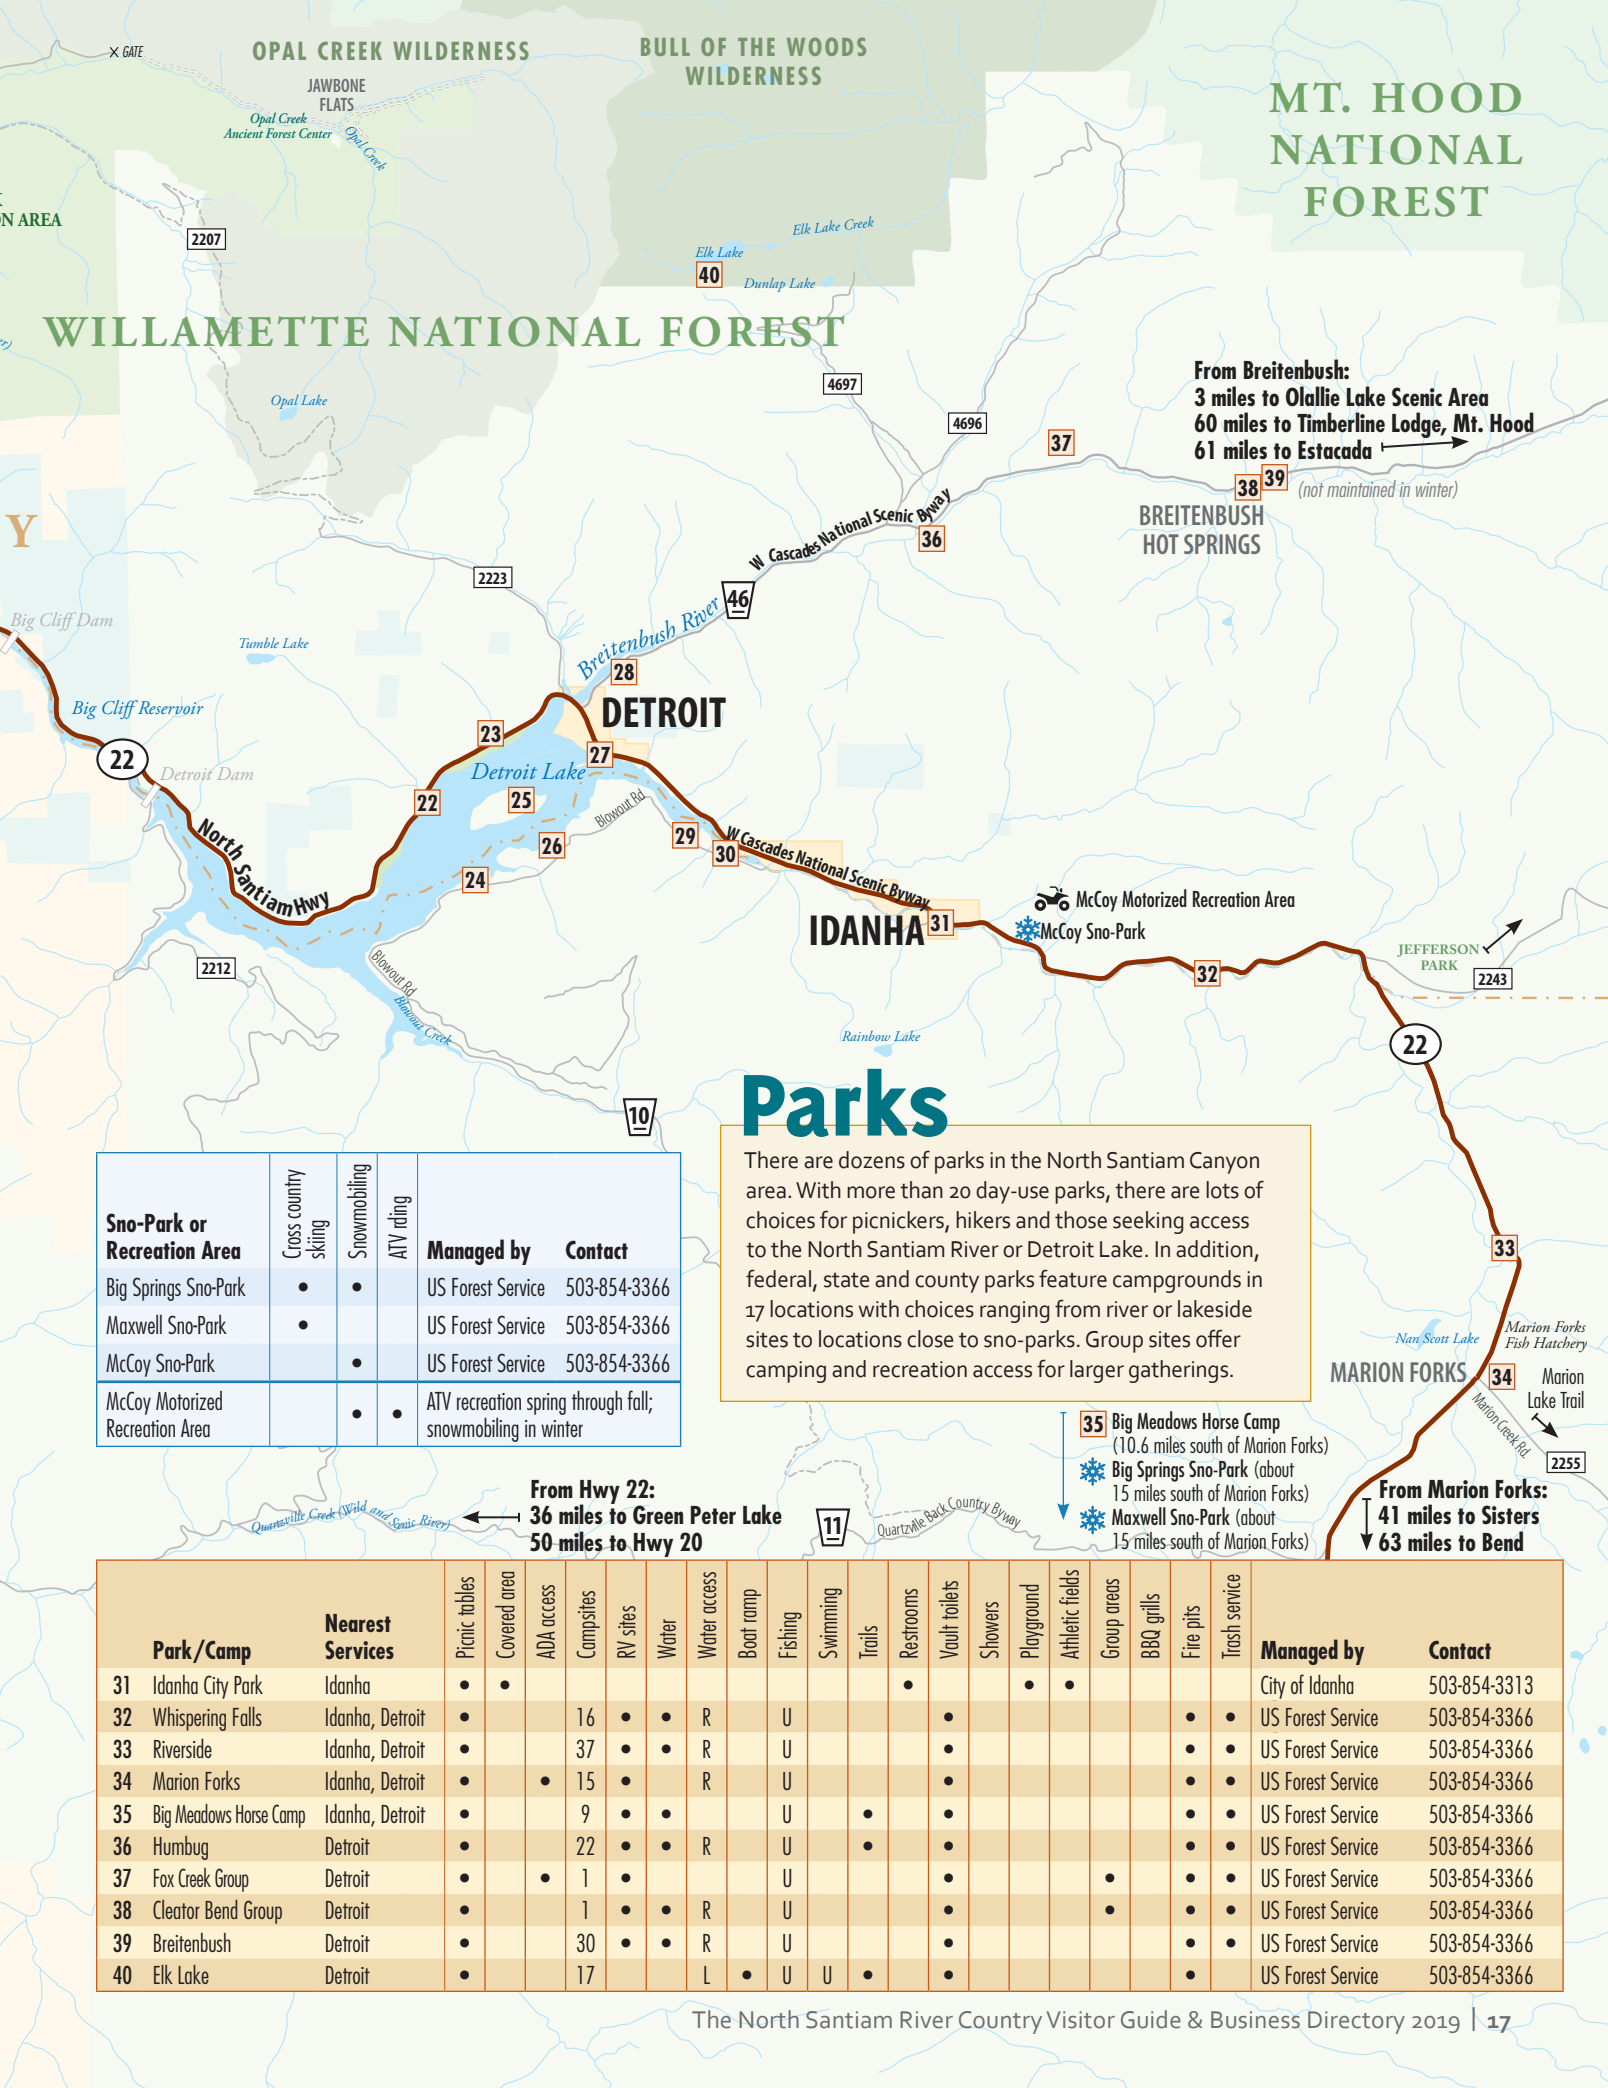 GATE
OPAL CREEK WILDERNESS
JAWBONE
FLATS
Opal Creek
Ancient Forest Center
Opal Creek
BULL OF THE WOODS
WILDERNESS
MT. HOOD
NATIONAL
FOREST
ON AREA
2207
Elk Lake Creek
Elk Lake
40
Dunlap Lake
WILLAMETTE NATIONAL FOREST
4697
Opal Lake
4696
37
From Breitenbush:
3 miles to Olallie Lake Scenic Area
60 miles to Timberline Lodge, Mt. Hood
61 miles to Estacada
38
39
(not maintained in winter)
BREITENBUSH
HOT SPRINGS
Y
W Cascades National Scenic Byway
36
2223
46
Big Cliff Dam
Tumble Lake
Breitenbush River
28
Big Cliff Reservoir
DETROIT
23
22
27
Detroit Dam
Detroit Lake
22
25
Blowout Rd
26
29
30
W Cascades National Scenic Byway
24
North Santiam Hwy
IDANHA
31
McCoy Motorized Recreation Area
McCoy Sno-Park
32
JEFFERSON
PARK
2243
2212
Blowout Rd
Blowout Creek
Rainbow Lake
22
10
Parks
There are dozens of parks in the North Santiam Canyon
area. With more than 20 day-use parks, there are lots of
choices for picnickers, hikers and those seeking access
to the North Santiam River or Detroit Lake. In addition,
federal, state and county parks feature campgrounds in
17 locations with choices ranging from river or lakeside
sites to locations close to sno-parks. Group sites offer
camping and recreation access for larger gatherings.
Sno-Park or
Recreation Area
Cross country
skiing
Snowmobiling
ATV rding
Managed by Contact
Big Springs Sno-Park • • US Forest Service 503-854-3366
Maxwell Sno-Park • US Forest Service 503-854-3366
McCoy Sno-Park • US Forest Service 503-854-3366
McCoy Motorized
Recreation Area • •
ATV recreation spring through fall;
snowmobiling in winter
33
Nan Scott Lake
Marion Forks
Fish Hatchery
MARION FORKS
34
Marion
Lake Trail
Marion Creek Rd.
2255
35 Big Meadows Horse Camp
(10.6 miles south of Marion Forks)
Big Springs Sno-Park (about
15 miles south of Marion Forks)
Maxwell Sno-Park (about
15 miles south of Marion Forks)
From Marion Forks:
41 miles to Sisters
63 miles to Bend
From Hwy 22:
36 miles to Green Peter Lake
50 miles to Hwy 20
Quartzville Creek (Wild and Scenic River)
11
Quartzville Back Country Byway
Park/Camp
Nearest
Services
Picnic tables
Covered area
ADA access
Campsites
RV sites
Water
Water access
Boat ramp
Fishing
Swimming
Trails
Restrooms
Vault toilets
Showers
Playground
Athletic fields
Group areas
BBQ grills
Fire pits
Trash service
Managed by
Contact
31 Idanha City Park Idanha • • • • • City of Idanha 503-854-3313
32 Whispering Falls Idanha, Detroit • 16 • • R U • • • US Forest Service 503-854-3366
33 Riverside Idanha, Detroit • 37 • • R U • • • US Forest Service 503-854-3366
34 Marion Forks Idanha, Detroit • • 15 • R U • • • US Forest Service 503-854-3366
35 Big Meadows Horse Camp Idanha, Detroit • 9 • • U • • • • US Forest Service 503-854-3366
36 Humbug Detroit • 22 • • R U • • • • US Forest Service 503-854-3366
37 Fox Creek Group Detroit • • 1 • U • • • • US Forest Service 503-854-3366
38 Cleator Bend Group Detroit • 1 • • R U • • • • US Forest Service 503-854-3366
39 Breitenbush Detroit • 30 • • R U • • • US Forest Service 503-854-3366
40 Elk Lake Detroit • 17 L • U U • • • US Forest Service 503-854-3366
The North Santiam River Country Visitor Guide & Business Directory 2019 | 17